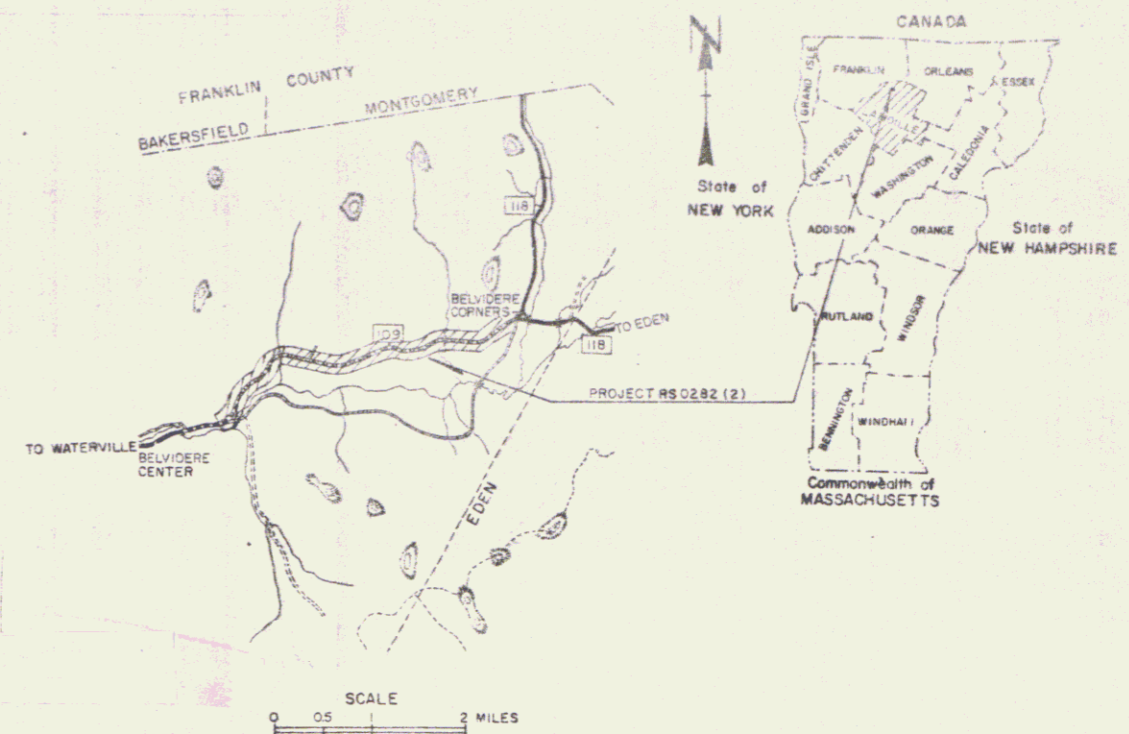 FRANKLIN COUNTY
BAKERSFIELD
MONTGOMERY
118
BELVIDERE
CORNERS
109
TO EDEN
118
PROJECT RS 0282 (2)
TO WATERVILLE
BELVIDERE
CENTER
EDEN
SCALE
0 0.5 2 MILES
N
State of
NEW YORK
CANADA
GRAND ISLE
FRANKLIN
ORLEANS
ESSEX
LAMOILLE
CHITTENDEN
WASHINGTON
CALEDONIA
ADDISON
ORANGE
State of
NEW HAMPSHIRE
RUTLAND
WINDSOR
BENNINGTON
WINDHAM
Commonwealth of
MASSACHUSETTS